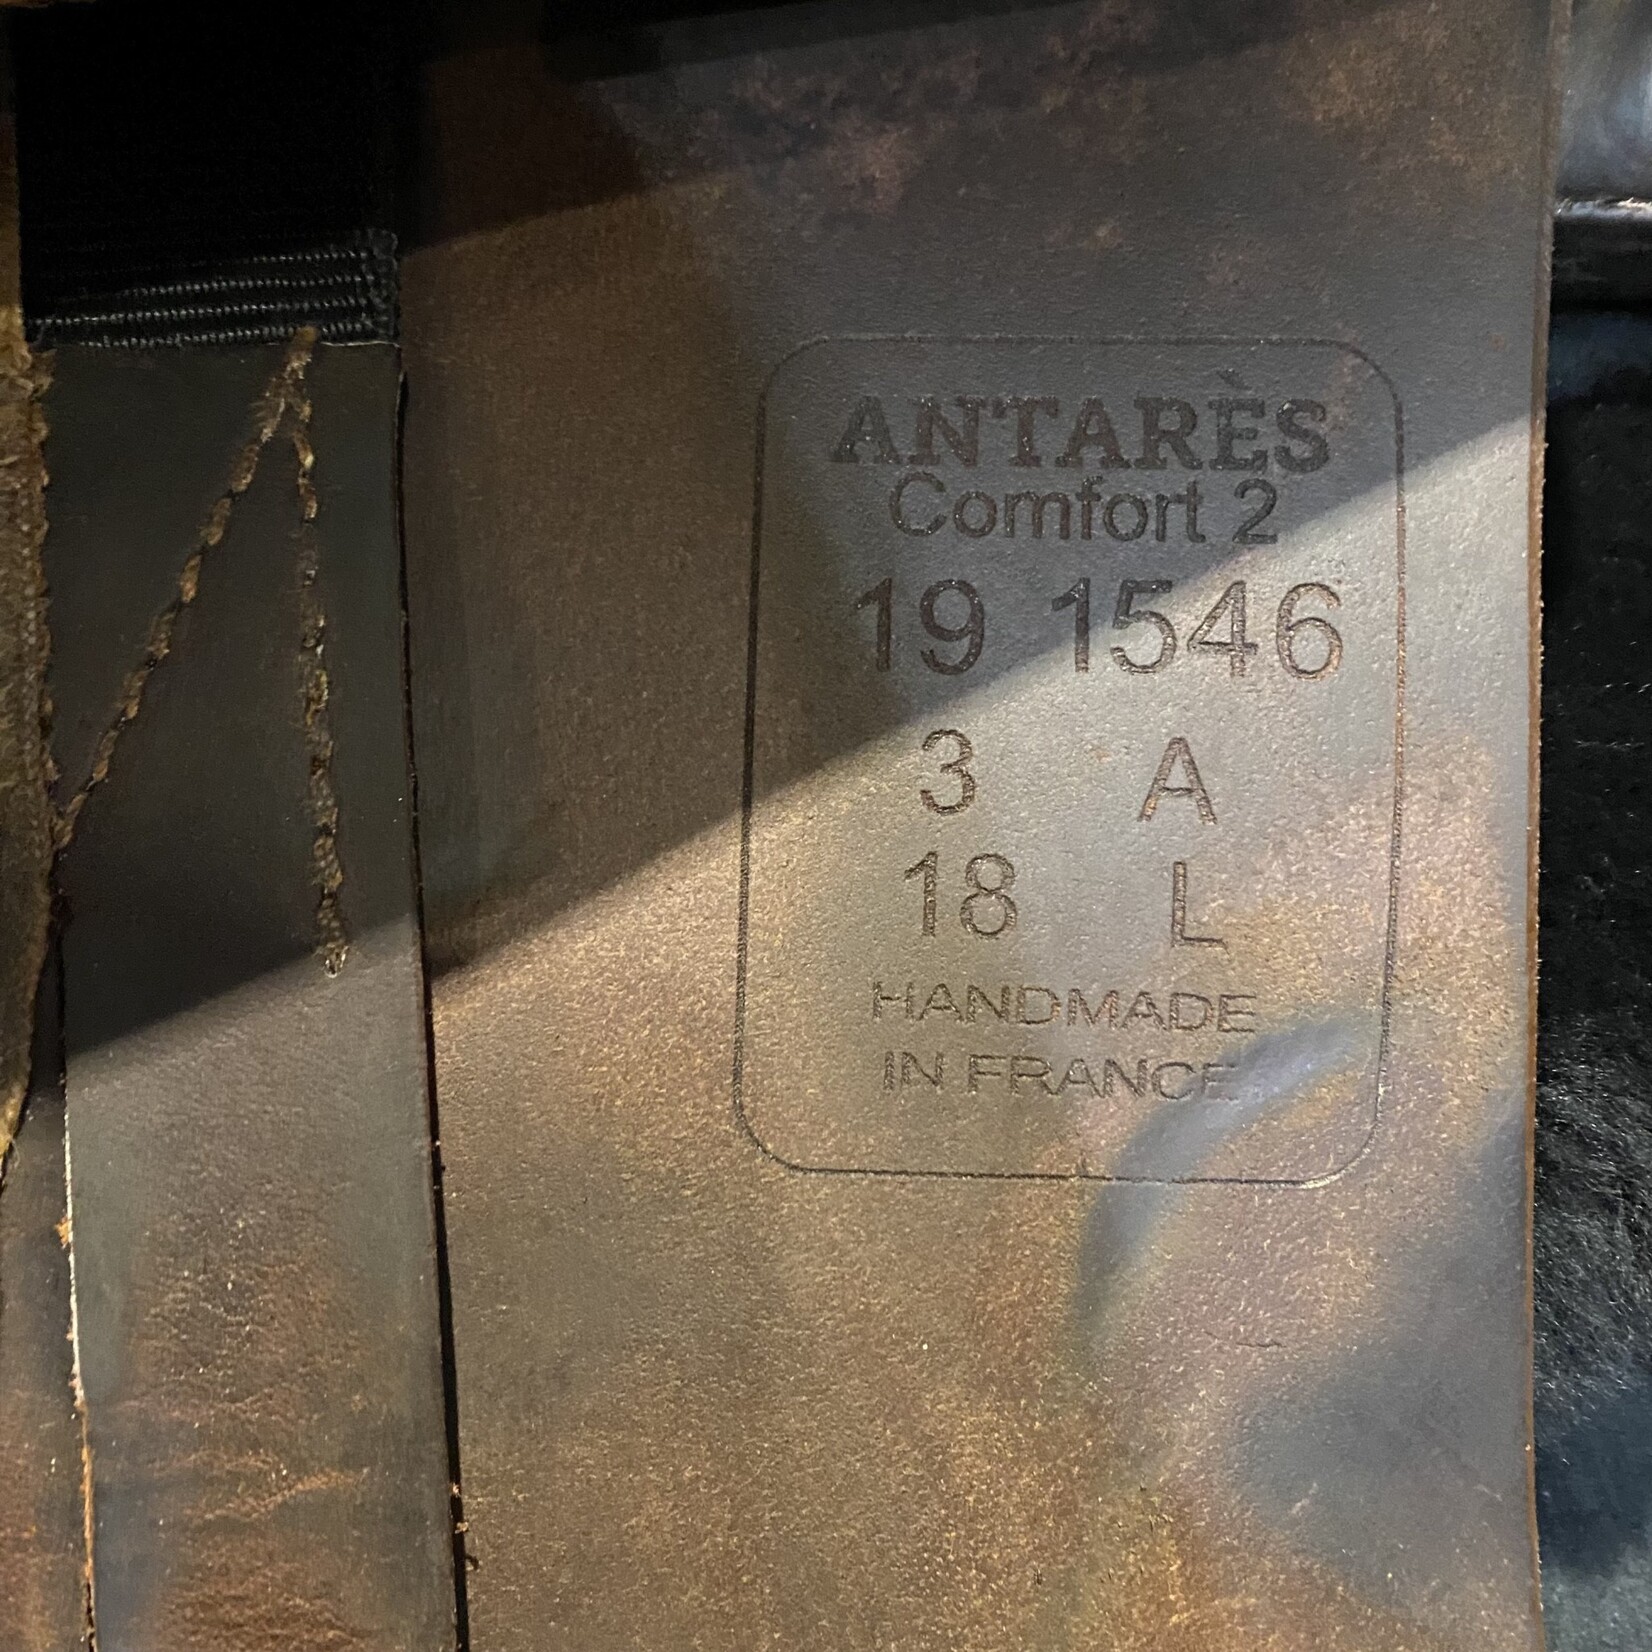 ANTARÈS
Comfort 2
19 1546
3 A
18 L
HANDMADE
IN FRANCE